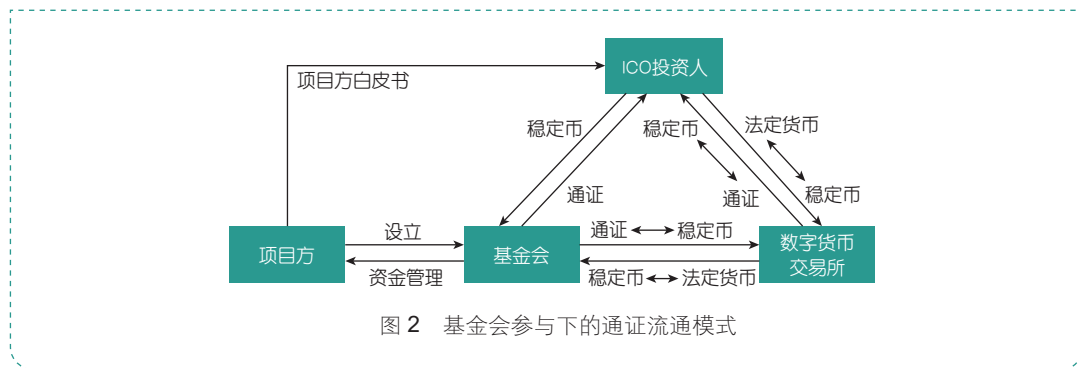 ICO投资人
项目方白皮书
稳定币
稳定币
法定货币
通证
通证
稳定币
项目方
设立
资金管理
基金会
通证
稳定币
稳定币
法定货币
数字货币
交易所
图 2 基金会参与下的通证流通模式